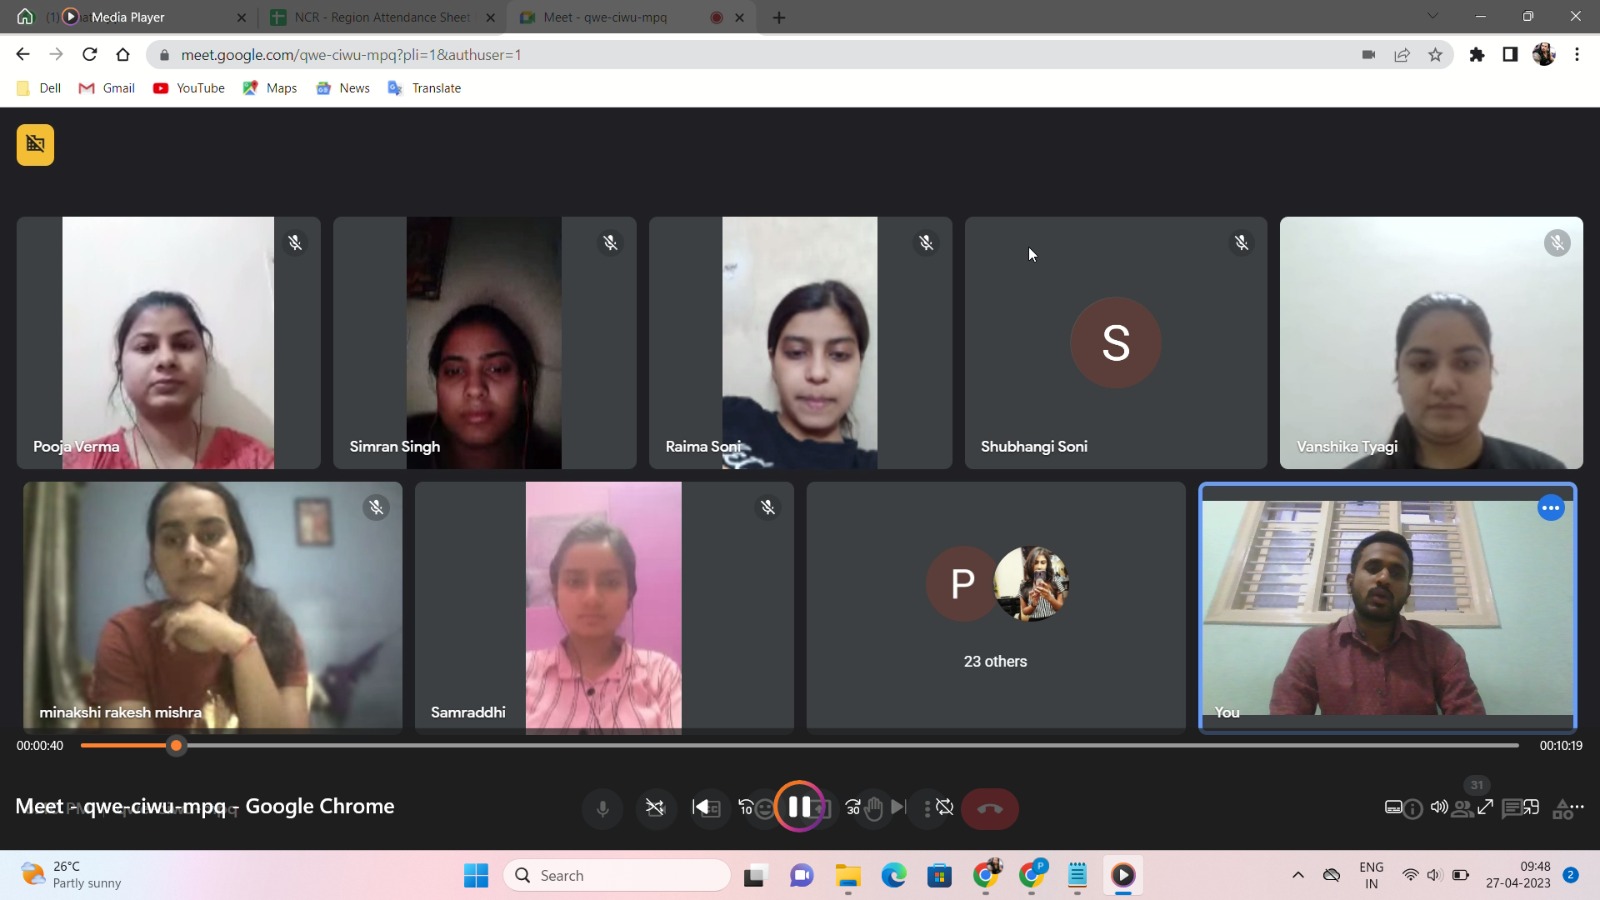 Media Player
NCR - Region Attendance Sheet
Meet - qwe-ciwu-mpq
meet.google.com/qwe-ciwu-mpq?pli=1&authuser=1
Dell
Gmail
YouTube
Maps
News
Translate
Pooja Verma
Simran Singh
Raima Soni
S
Shubhangi Soni
Vanshika Tyagi
minakshi rakesh mishra
Samraddhi
P
23 others
You
00:00:40
00:10:19
Meet - qwe-ciwu-mpq - Google Chrome
10
30
31
26°C
Partly sunny
Search
P
ENG
IN
09:48
27-04-2023
2